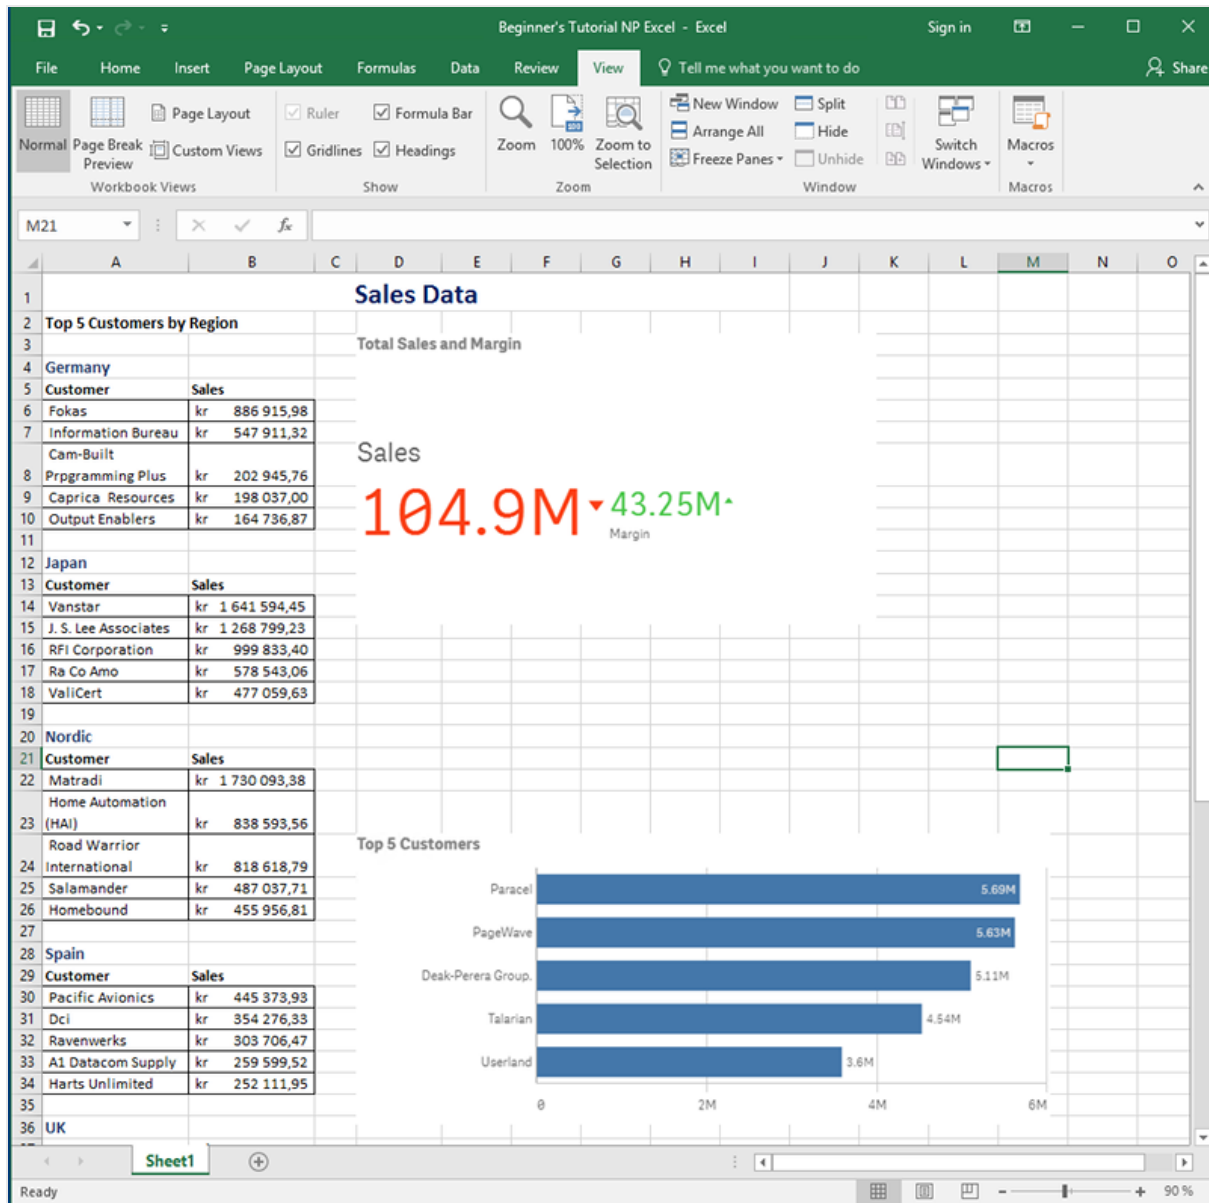 Beginner's Tutorial NP Excel - Excel
Sign in
File Home Insert Page Layout Formulas Data Review View Tell me what you want to do Share
Normal
Page Break Preview
Page Layout
Custom Views
Workbook Views
Ruler
Formula Bar
Gridlines
Headings
Show
Zoom
100%
Zoom to Selection
Zoom
New Window
Arrange All
Freeze Panes
Split
Hide
Unhide
Switch Windows
Window
Macros
Macros
M21
fx
A B C D E F G H I J K L M N O
1 Sales Data
2 Top 5 Customers by Region
3
4 Germany
5 Customer Sales
6 Fokas kr 886 915,98
7 Information Bureau kr 547 911,32
Cam-Built
8 Prpgramming Plus kr 202 945,76
9 Caprica Resources kr 198 037,00
10 Output Enablers kr 164 736,87
11
12 Japan
13 Customer Sales
14 Vanstar kr 1 641 594,45
15 J. S. Lee Associates kr 1 268 799,23
16 RFI Corporation kr 999 833,40
17 Ra Co Amo kr 578 543,06
18 ValiCert kr 477 059,63
19
20 Nordic
21 Customer Sales
22 Matradi kr 1 730 093,38
Home Automation
23 (HAI) kr 838 593,56
Road Warrior
24 International kr 818 618,79
25 Salamander kr 487 037,71
26 Homebound kr 455 956,81
27
28 Spain
29 Customer Sales
30 Pacific Avionics kr 445 373,93
31 Dci kr 354 276,33
32 Ravenwerks kr 303 706,47
33 A1 Datacom Supply kr 259 599,52
34 Harts Unlimited kr 252 111,95
35
36 UK
Total Sales and Margin
Sales
104.9M 43.25M
Margin
Top 5 Customers
Paracel 5.69M
PageWave 5.63M
Deak-Perera Group. 5.11M
Talarian 4.54M
Userland 3.6M
0 2M 4M 6M
Sheet1
Ready
90 %